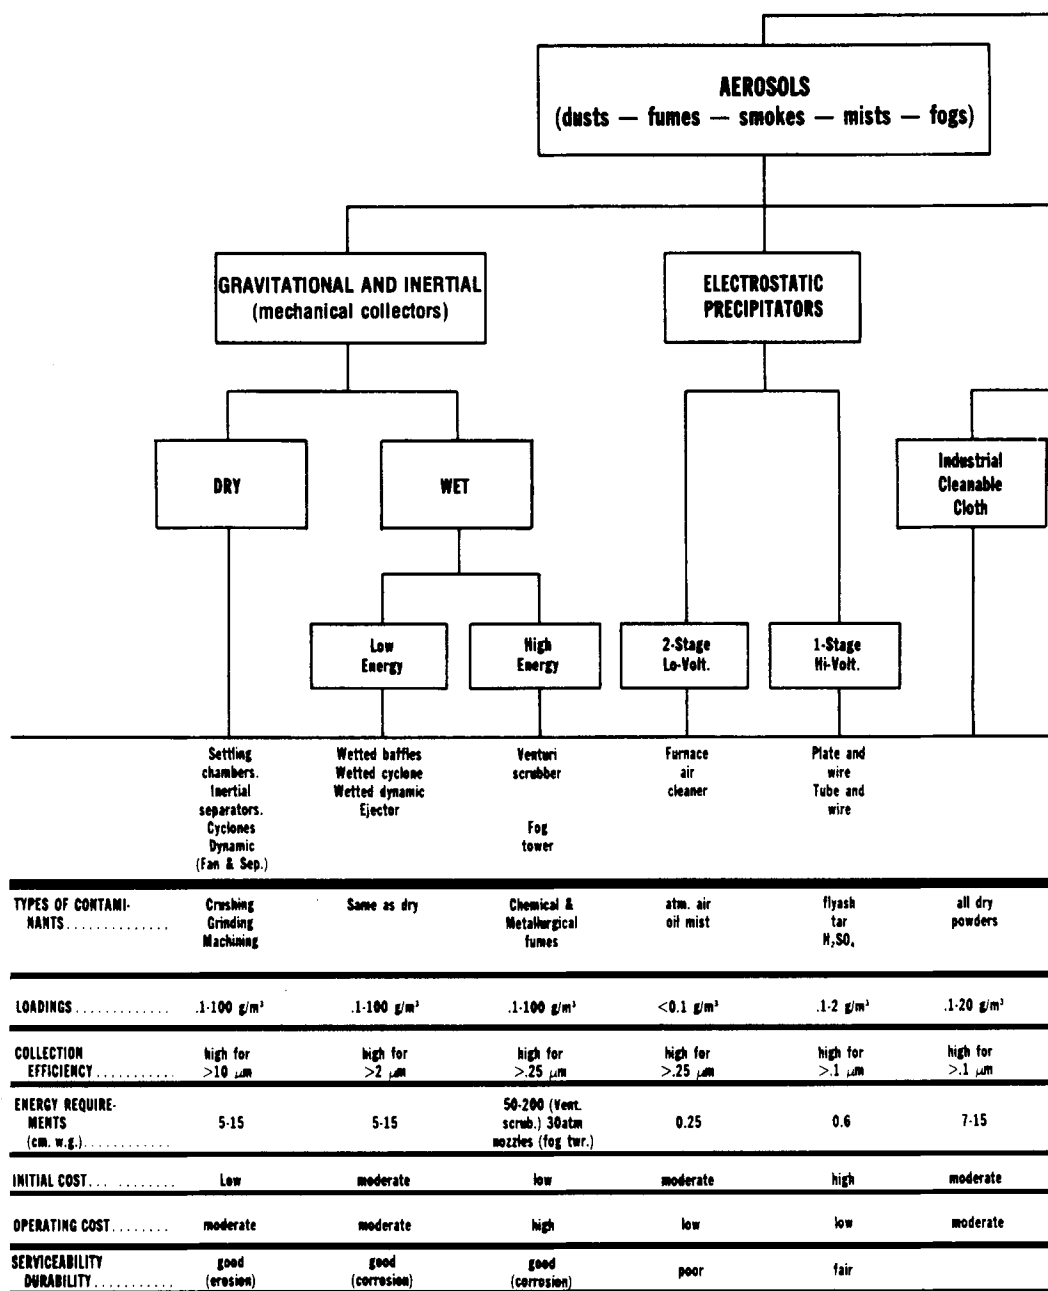 AEROSOLS
(dusts — fumes — smokes — mists — fogs)
GRAVITATIONAL AND INERTIAL
(mechanical collectors)
ELECTROSTATIC
PRECIPITATORS
DRY
WET
Industrial
Cleanable
Cloth
Low
Energy
High
Energy
2-Stage
Lo-Volt.
1-Stage
Hi-Volt.
Settling
chambers.
Inertial
separators.
Cyclones
Dynamic
(Fan & Sep.)
Wetted baffles
Wetted cyclone
Wetted dynamic
Ejector
Venturi
scrubber
Fog
tower
Furnace
air
cleaner
Plate and
wire
Tube and
wire
TYPES OF CONTAMI-
NANTS..............
Crushing
Grinding
Machining
Same as dry
Chemical &
Metallurgical
fumes
atm. air
oil mist
flyash
tar
H₂SO₄
all dry
powders
LOADINGS............. .1-100 g/m³ .1-100 g/m³ .1-100 g/m³ <0.1 g/m³ .1-2 g/m³ .1-20 g/m³
COLLECTION
EFFICIENCY...........
high for
>10 μm
high for
>2 μm
high for
>.25 μm
high for
>.25 μm
high for
>.1 μm
high for
>.1 μm
ENERGY REQUIRE-
MENTS
(cm. w.g.)............
5-15
5-15
50-200 (Vent.
scrub.) 30atm
nozzles (fog twr.)
0.25
0.6
7-15
INITIAL COST... ........ Low moderate low moderate high moderate
OPERATING COST........ moderate moderate high low low moderate
SERVICEABILITY
DURABILITY...........
good
(erosion)
good
(corrosion)
good
(corrosion)
poor
fair